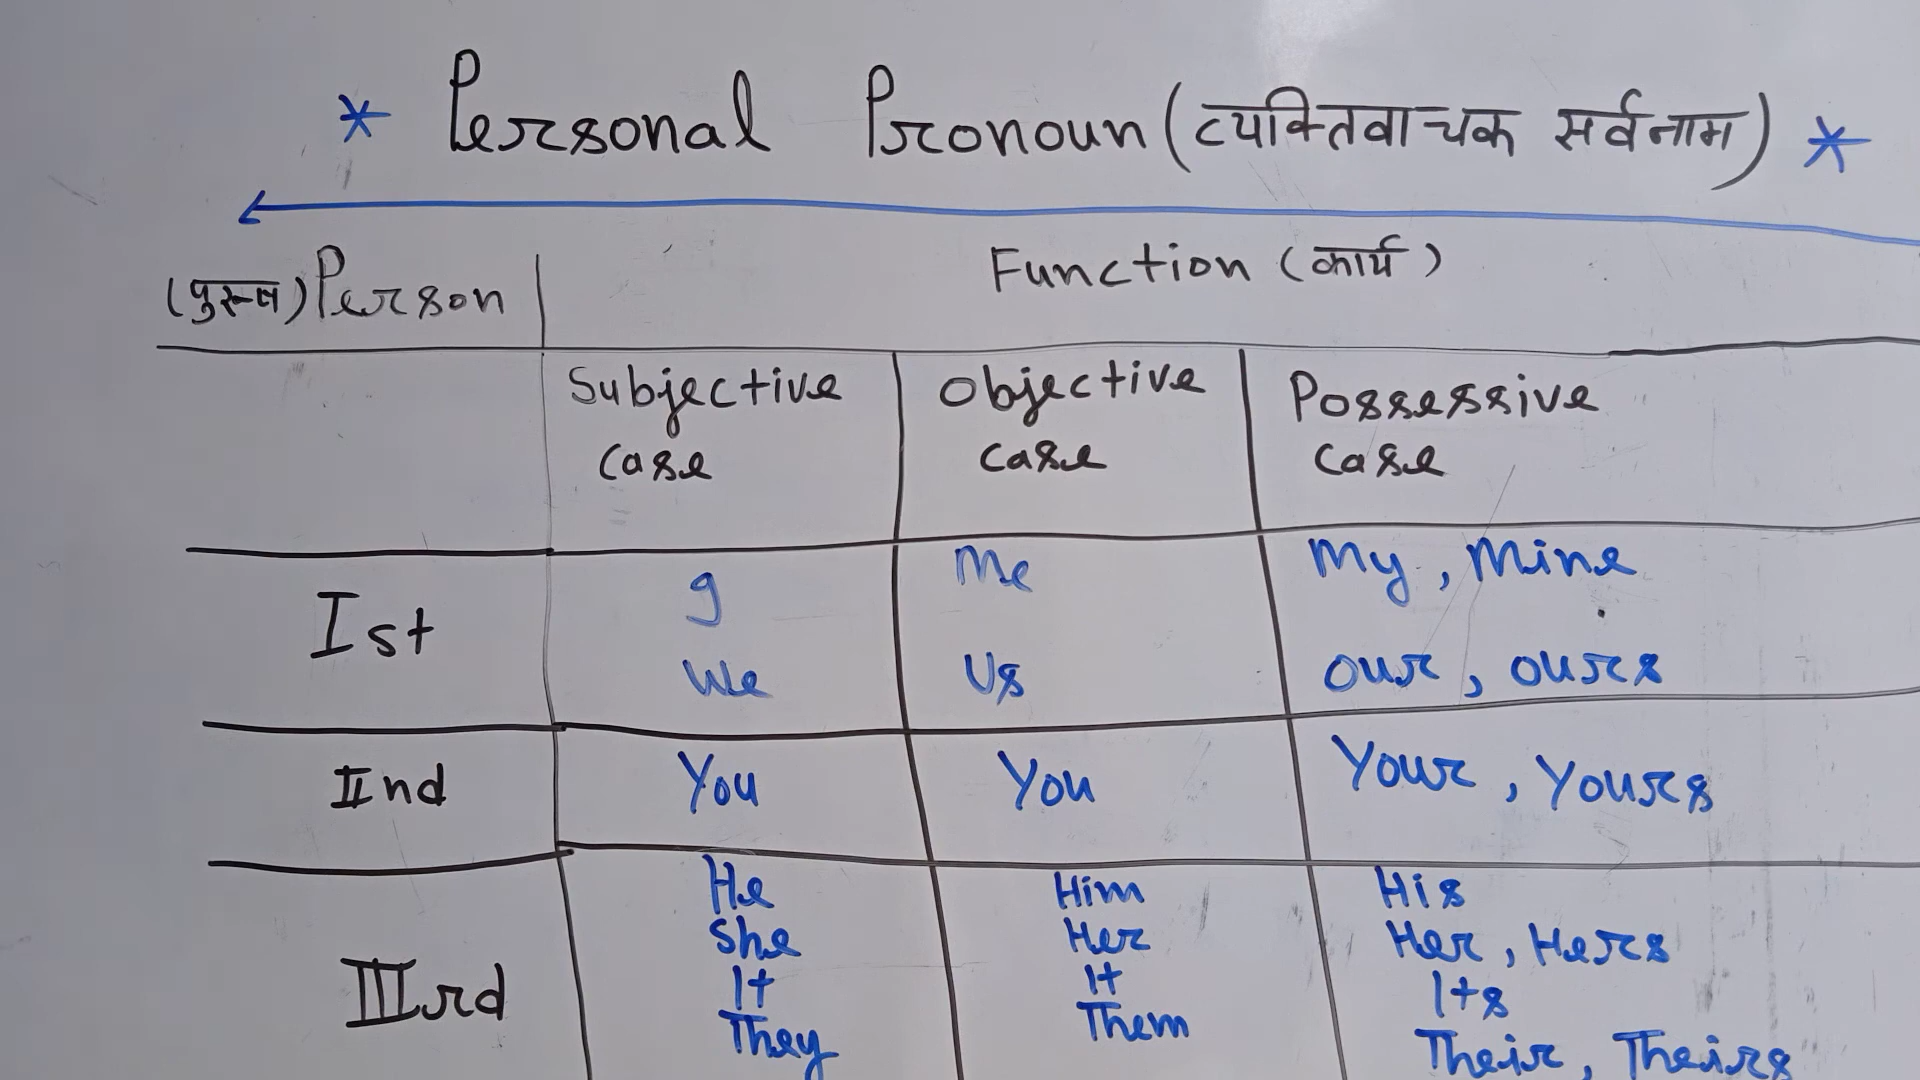 * Personal Pronoun (व्यक्तिवाचक सर्वनाम) *
(पुरूष) Person Function (कार्य)
Subjective case Objective case Possessive case
Ist
I Me My, Mine
We Us our, ours
IInd You You Your, Yours
IIIrd
He Him His
She Her Her, Hers
It It Its
They Them Their, Theirs